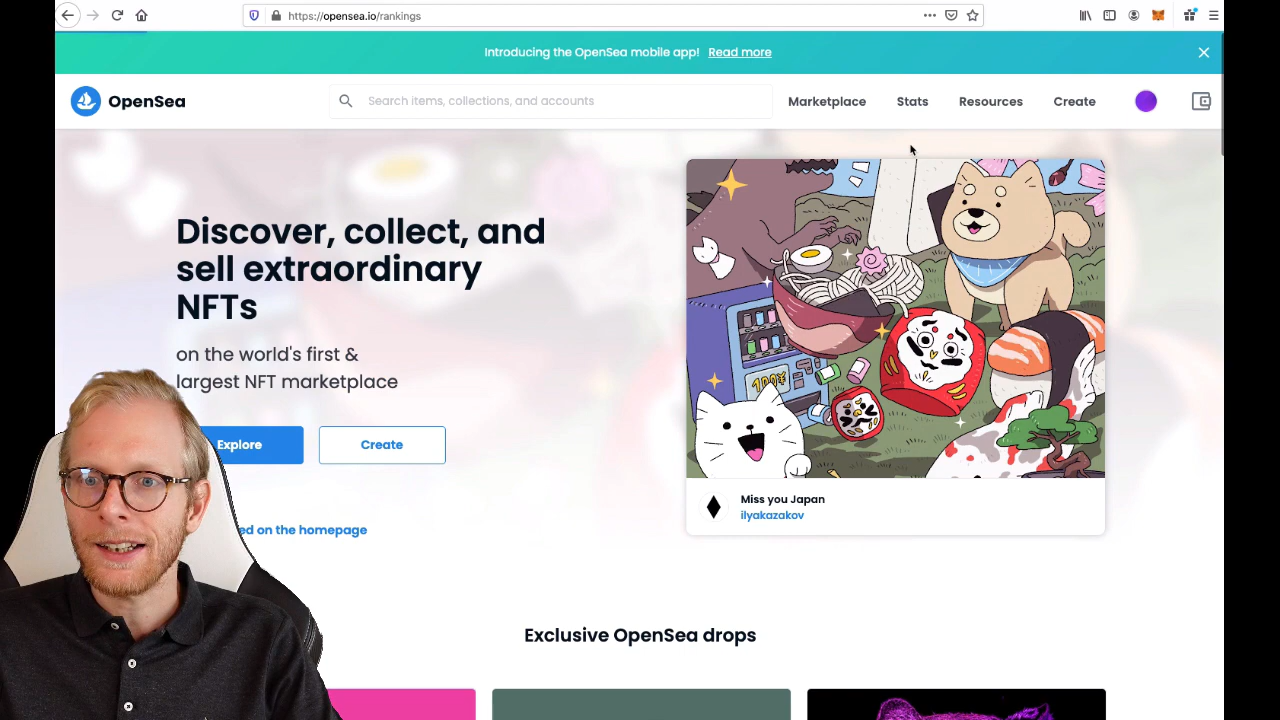 https://opensea.io/rankings
Introducing the OpenSea mobile app! Read more
OpenSea
Search items, collections, and accounts
Marketplace
Stats
Resources
Create
Discover, collect, and
sell extraordinary
NFTs
on the world's first &
largest NFT marketplace
Explore
Create
ed on the homepage
100¥
Miss you Japan
ilyakazakov
Exclusive OpenSea drops